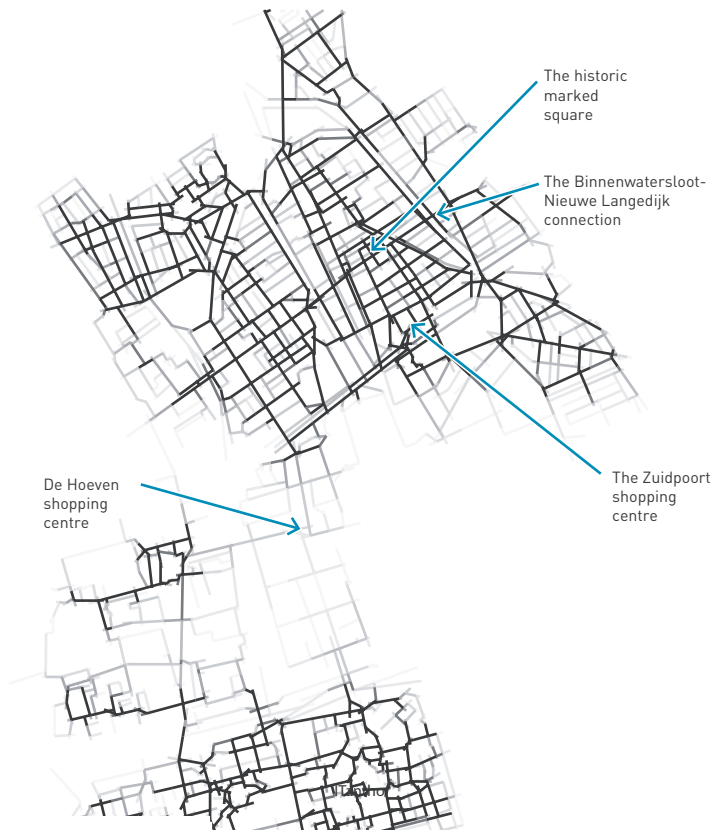 The historic
marked
square
The Binnenwatersloot-
Nieuwe Langedijk
connection
De Hoeven
shopping
centre
The Zuidpoort
shopping
centre